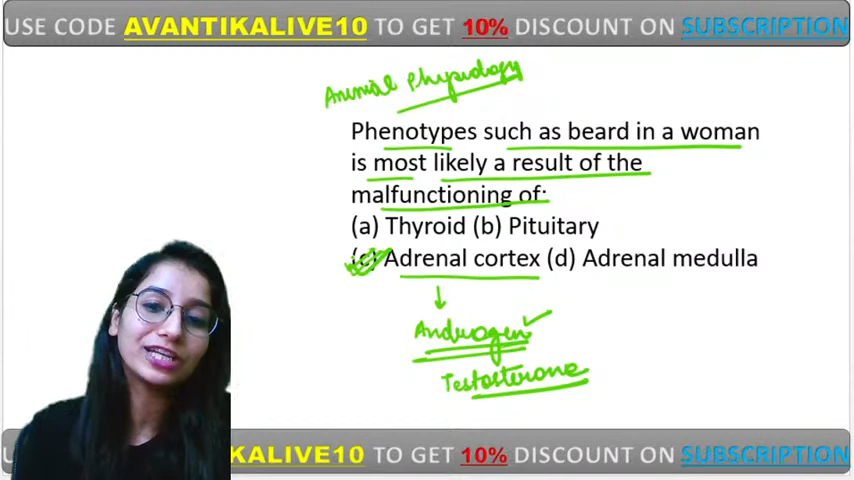 USE CODE AVANTIKALIVE10 TO GET 10% DISCOUNT ON SUBSCRIPTION
Animal Physiology
Phenotypes such as beard in a woman
is most likely a result of the
malfunctioning of:
(a) Thyroid (b) Pituitary
(c) Adrenal cortex (d) Adrenal medulla
Androgen
Testosterone
KALIVE10 TO GET 10% DISCOUNT ON SUBSCRIPTION